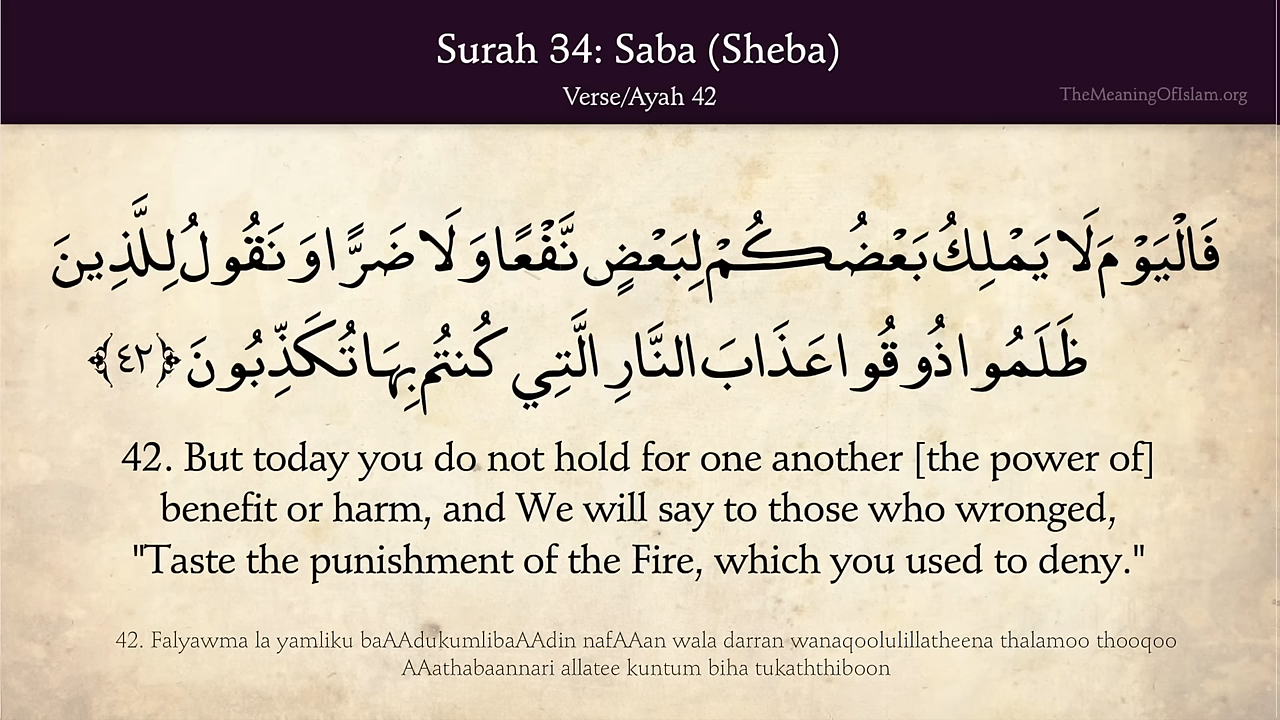 Surah 34: Saba (Sheba)
Verse/Ayah 42
TheMeaningOfIslam.org
فَالْيَوْمَ لَا يَمْلِكُ بَعْضُكُمْ لِبَعْضٍ نَّفْعًا وَلَا ضَرًّا وَنَقُولُ لِلَّذِينَ
ظَلَمُوا ذُوقُوا عَذَابَ النَّارِ الَّتِي كُنتُم بِهَا تُكَذِّبُونَ ﴿٤٢﴾
42. But today you do not hold for one another [the power of]
benefit or harm, and We will say to those who wronged,
"Taste the punishment of the Fire, which you used to deny."
42. Falyawma la yamliku baAAdukumlibaAAdin nafAAan wala darran wanaqoolulillatheena thalamoo thooqoo
AAathabaannari allatee kuntum biha tukaththiboon